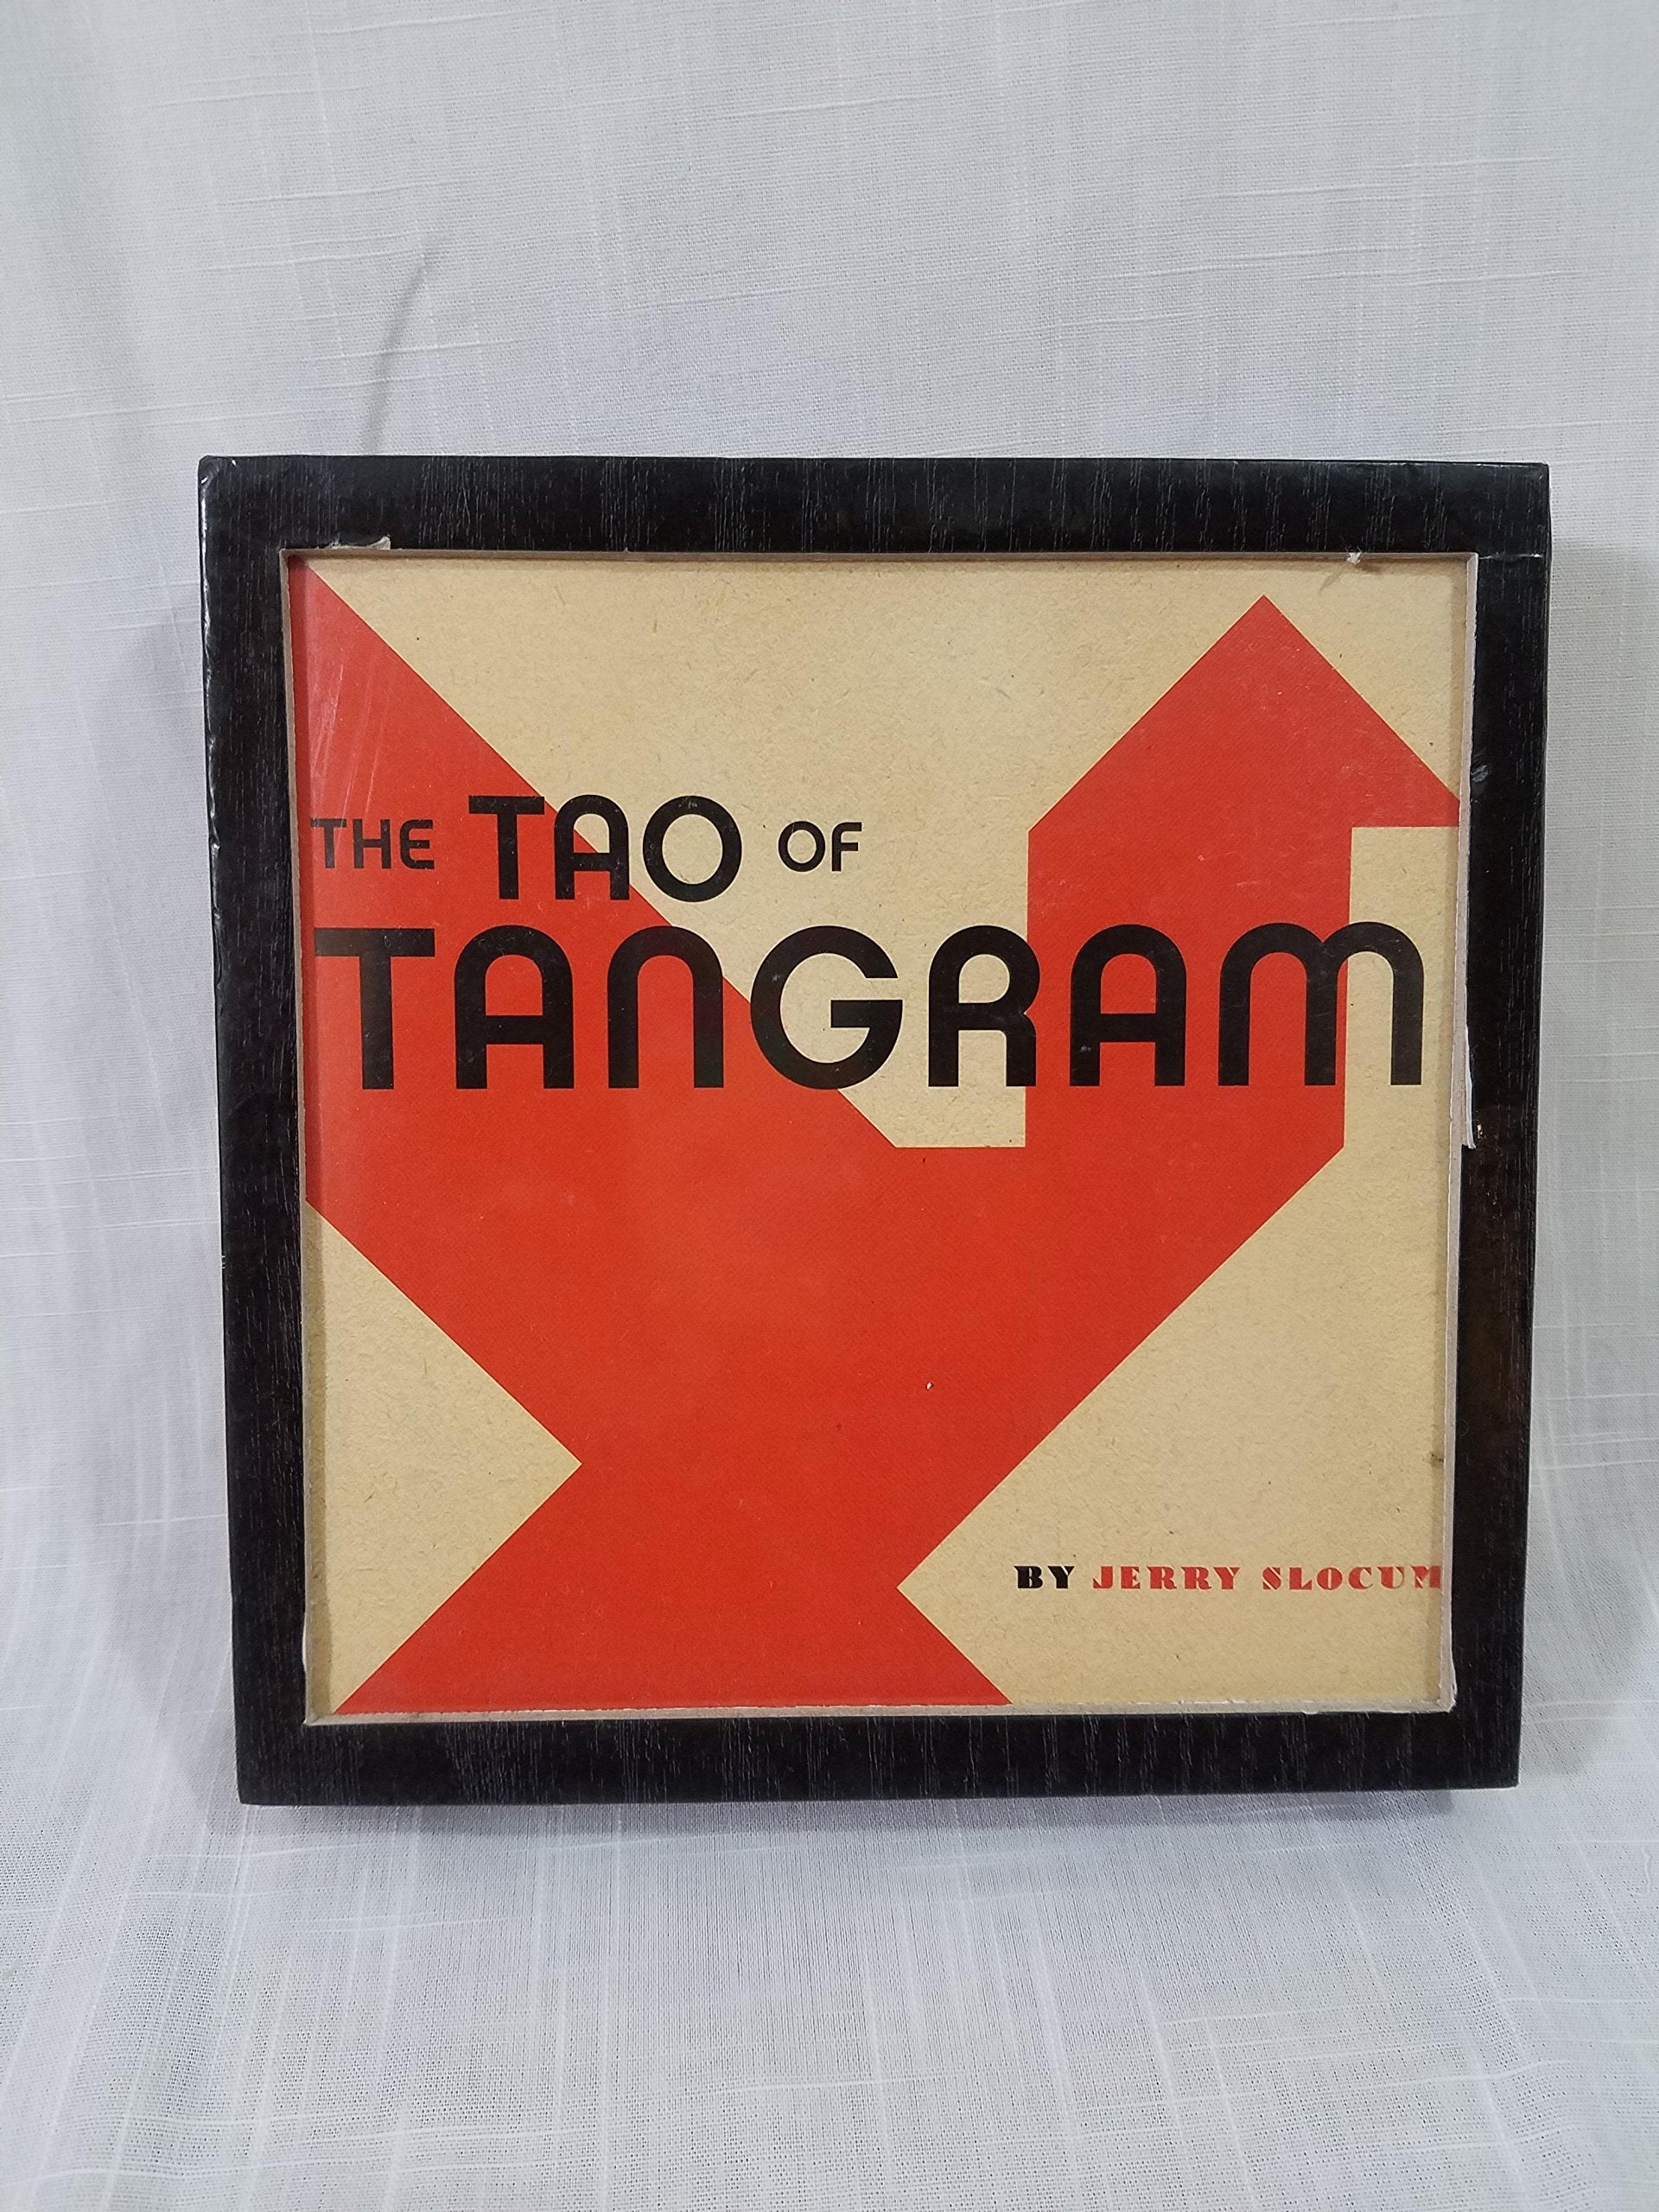 THE TAO OF
TANGRAM
BY JERRY SLOCUM